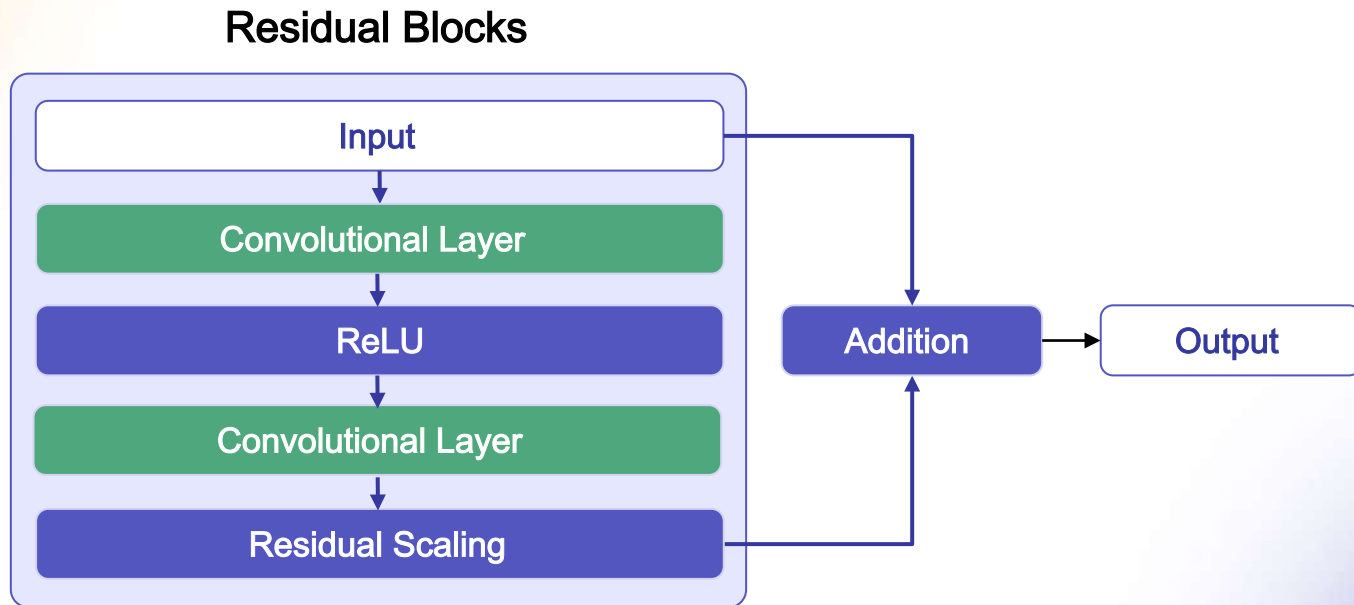 Residual Blocks
Input
Convolutional Layer
ReLU
Convolutional Layer
Residual Scaling
Addition
Output